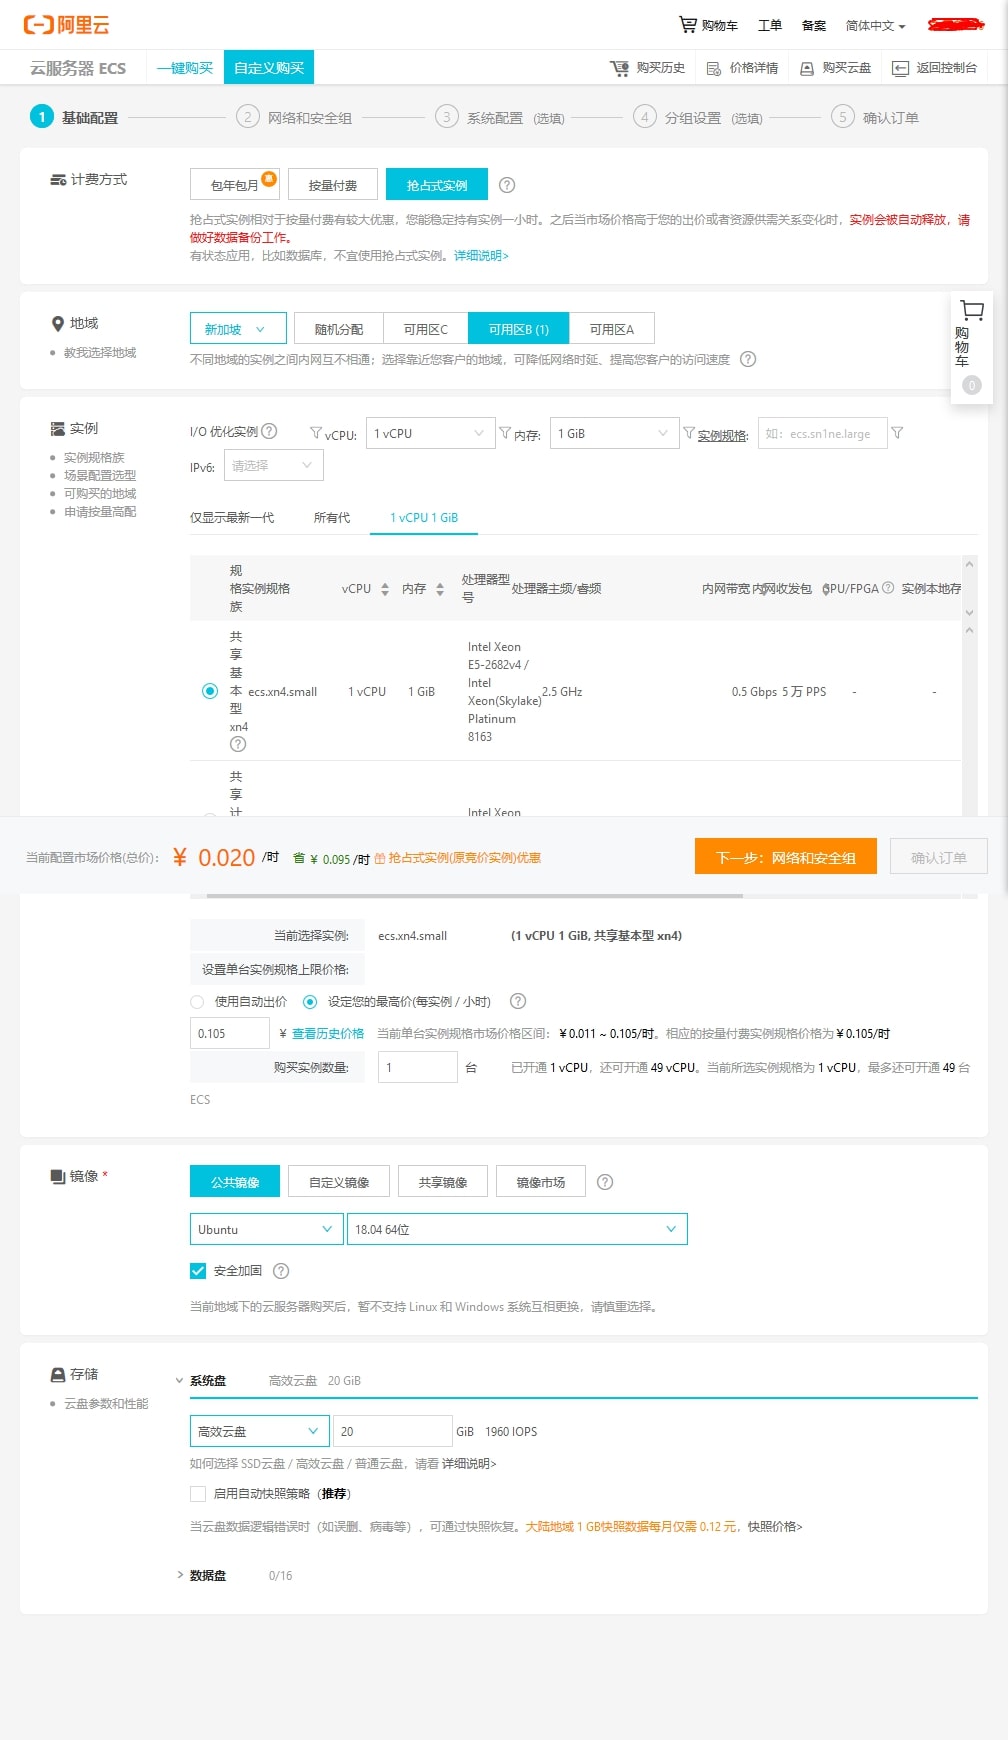 阿里云
购物车 工单 备案 简体中文
云服务器 ECS 一键购买 自定义购买 购买历史 价格详情 购买云盘 返回控制台
1 基础配置 2 网络和安全组 3 系统配置 (选填) 4 分组设置 (选填) 5 确认订单
计费方式 包年包月 惠 按量付费 抢占式实例
抢占式实例相对于按量付费有较大优惠，您能稳定持有实例一小时。之后当市场价格高于您的出价或者资源供需关系变化时，实例会被自动释放，请
做好数据备份工作。
有状态应用，比如数据库，不宜使用抢占式实例。详细说明>
地域 新加坡 随机分配 可用区C 可用区B (1) 可用区A
教我选择地域
不同地域的实例之间内网互不相通；选择靠近您客户的地域，可降低网络时延、提高您客户的访问速度
购物车
0
实例 I/O 优化实例 vCPU: 1 vCPU 内存: 1 GiB 实例规格: 如：ecs.sn1ne.large
实例规格族
场景配置选型
可购买的地域
申请按量高配
IPv6: 请选择
仅显示最新一代 所有代 1 vCPU 1 GiB
规格族 实例规格 vCPU 内存 处理器型号 处理器主频/睿频 内网带宽 内网收发包 GPU/FPGA 实例本地存
共享基本型 xn4 ecs.xn4.small 1 vCPU 1 GiB Intel Xeon E5-2682v4 / Intel Xeon(Skylake) Platinum 8163 2.5 GHz 0.5 Gbps 5 万 PPS - -
共享计 Intel Xeon
当前配置市场价格(总价)： ¥ 0.020 /时 省 ¥ 0.095 /时 抢占式实例(原竞价实例)优惠 下一步：网络和安全组 确认订单
当前选择实例: ecs.xn4.small (1 vCPU 1 GiB, 共享基本型 xn4)
设置单台实例规格上限价格:
使用自动出价 设定您的最高价(每实例 / 小时)
0.105 ¥ 查看历史价格 当前单台实例规格市场价格区间：¥ 0.011 ~ 0.105/时。相应的按量付费实例规格价格为 ¥ 0.105/时
购买实例数量: 1 台 已开通 1 vCPU，还可开通 49 vCPU。当前所选实例规格为 1 vCPU，最多还可开通 49 台
ECS
镜像 * 公共镜像 自定义镜像 共享镜像 镜像市场
Ubuntu 18.04 64位
安全加固
当前地域下的云服务器购买后，暂不支持 Linux 和 Windows 系统互相更换，请慎重选择。
存储 系统盘 高效云盘 20 GiB
云盘参数和性能
高效云盘 20 GiB 1960 IOPS
如何选择 SSD云盘 / 高效云盘 / 普通云盘，请看 详细说明>
启用自动快照策略（推荐）
当云盘数据逻辑错误时（如误删、病毒等），可通过快照恢复。大陆地域 1 GB快照数据每月仅需 0.12 元，快照价格>
数据盘 0/16